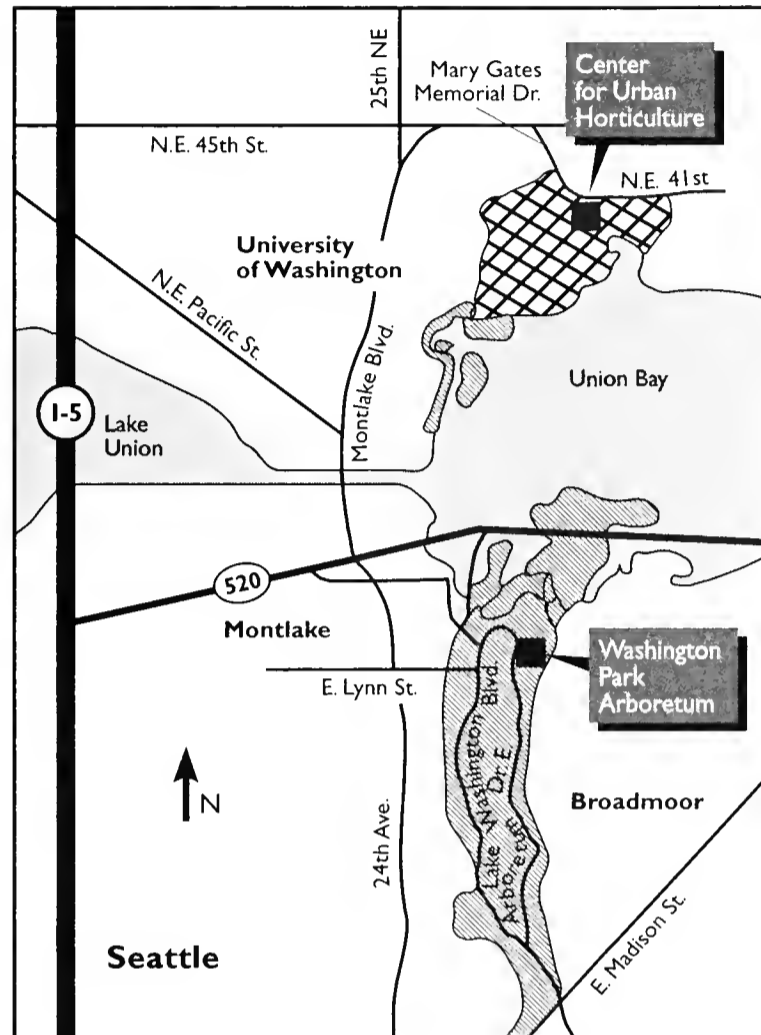 25th NE
Mary Gates
Memorial Dr.
Center
for Urban
Horticulture
N.E. 45th St.
N.E. 41st
University
of Washington
N.E. Pacific St.
Montlake Blvd.
Union Bay
I-5
Lake
Union
520
Montlake
Washington
Park
Arboretum
E. Lynn St.
Lake Washington Blvd.
Arboretum Dr. E
N
24th Ave.
Broadmoor
E. Madison St.
Seattle